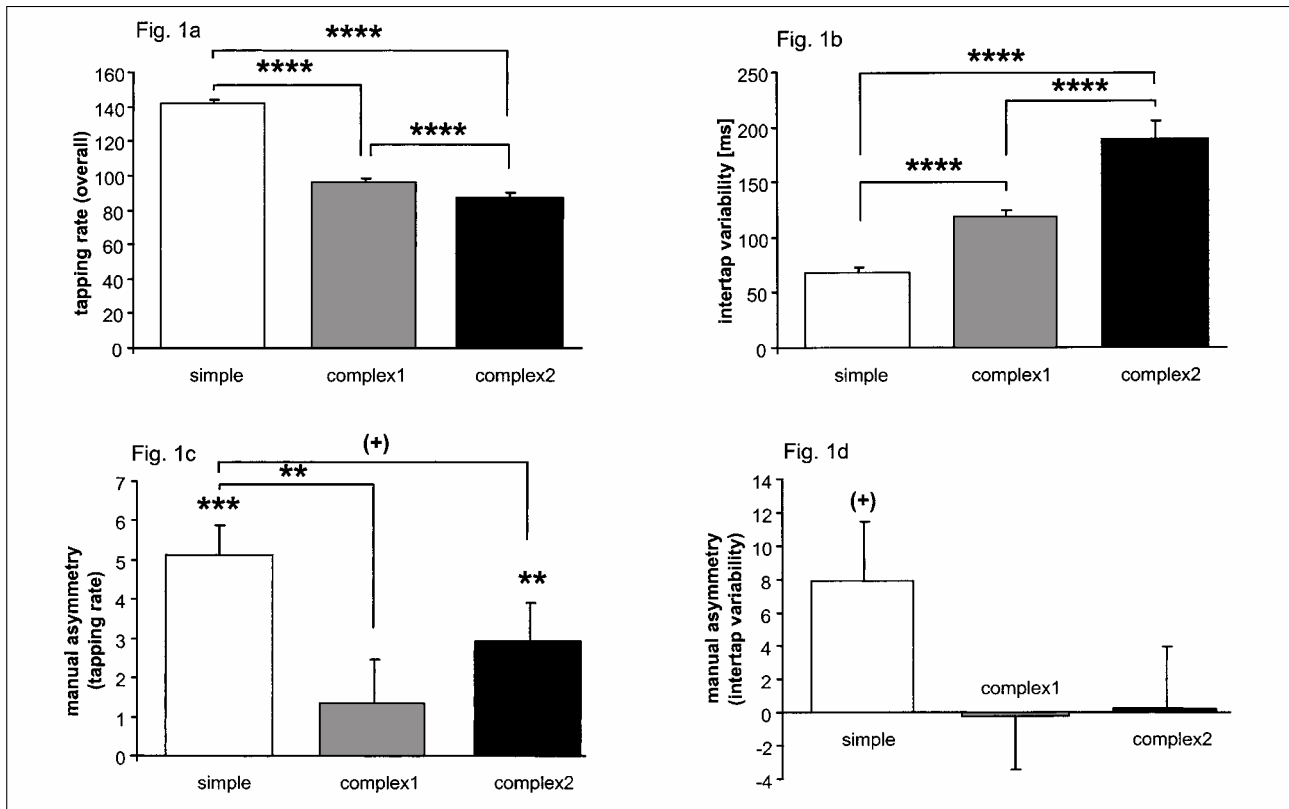 Fig. 1a
****
****
****
tapping rate (overall)
160
140
120
100
80
60
40
20
0
simple complex1 complex2
Fig. 1b
****
****
****
intertap variability [ms]
250
200
150
100
50
0
simple complex1 complex2
Fig. 1c
(+)
**
***
**
manual asymmetry
(tapping rate)
7
6
5
4
3
2
1
0
simple complex1 complex2
Fig. 1d
(+)
manual asymmetry
(intertap variability)
14
12
10
8
6
4
2
0
-2
-4
complex1
simple complex2